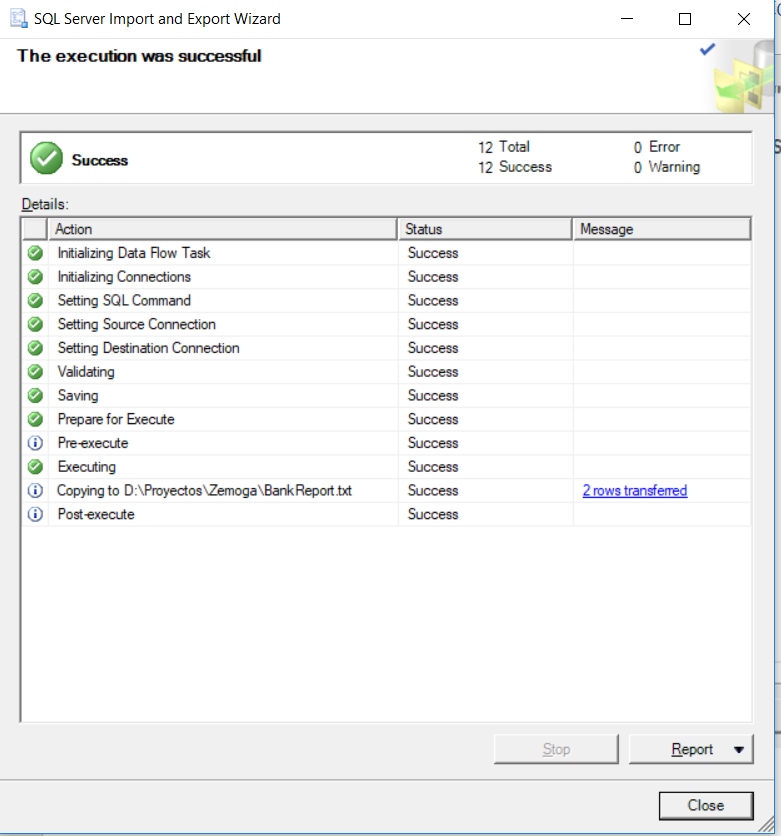 SQL Server Import and Export Wizard
The execution was successful
Success
12 Total
0 Error
12 Success
0 Warning
Details:
Action Status Message
Initializing Data Flow Task Success
Initializing Connections Success
Setting SQL Command Success
Setting Source Connection Success
Setting Destination Connection Success
Validating Success
Saving Success
Prepare for Execute Success
Pre-execute Success
Executing Success
Copying to D:\Proyectos\Zemoga\BankReport.txt Success 2 rows transferred
Post-execute Success
Stop Report
Close